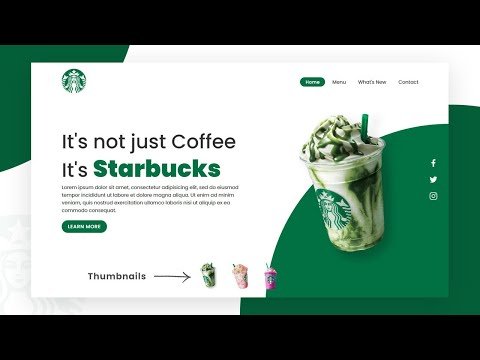 Home Menu What's New Contact
It's not just Coffee
It's Starbucks
Lorem ipsum dolor sit amet, consectetur adipisicing elit, sed do
eiusmod tempor incididunt ut labore et dolore magna aliqua. Ut enim ad minim
veniam, quis nostrud exercitation ullamco laboris nisi ut aliquip ex ea
commodo consequat.
LEARN MORE
Thumbnails